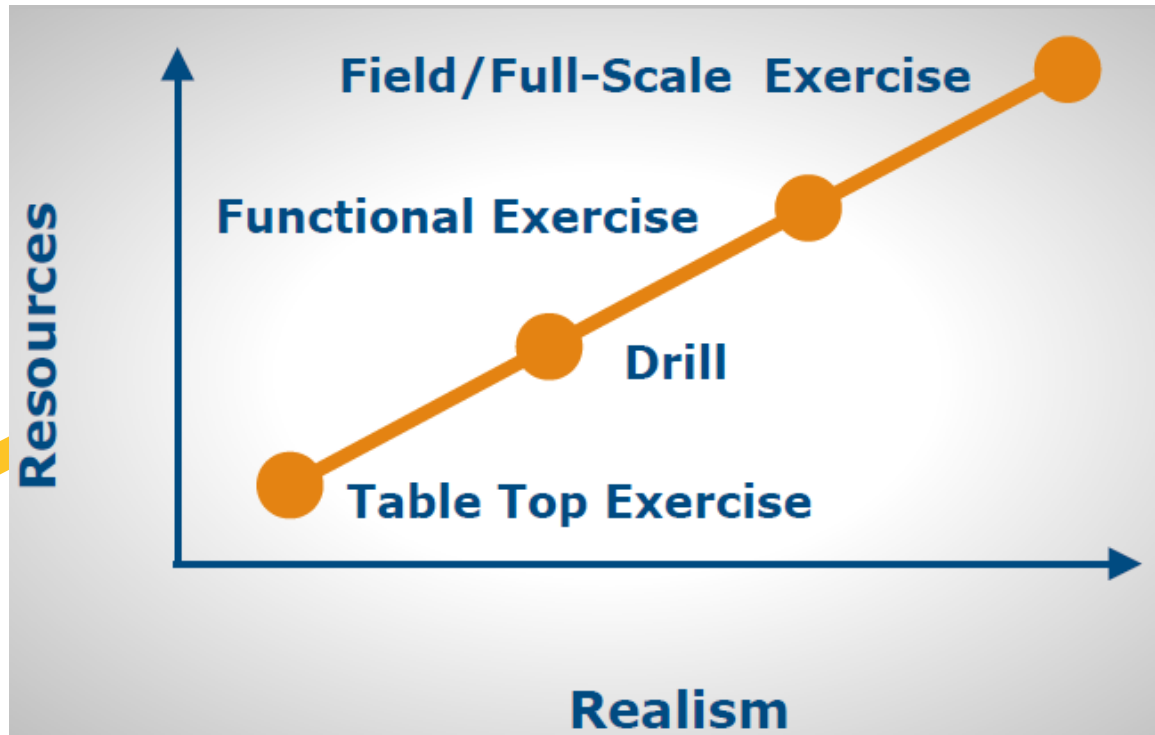 Field/Full-Scale Exercise
Functional Exercise
Resources
Drill
Table Top Exercise
Realism